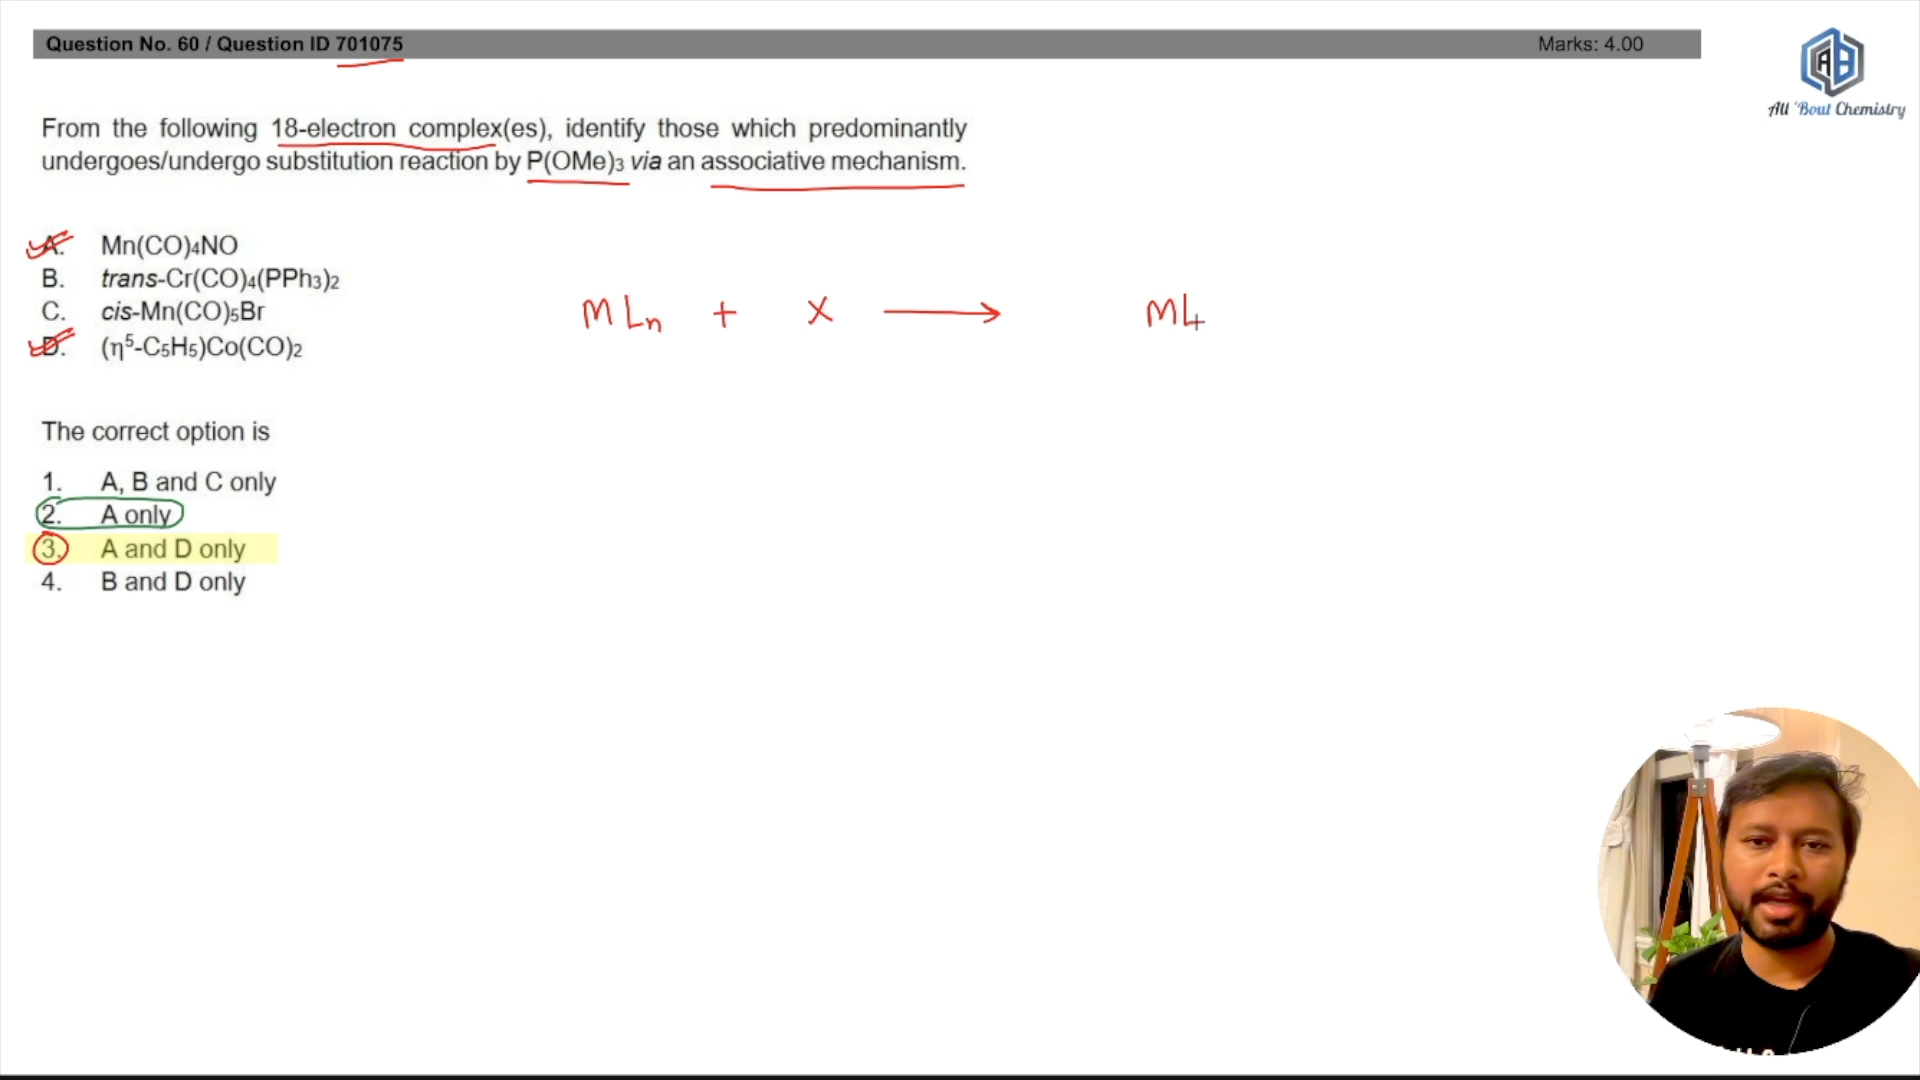 Question No. 60 / Question ID 701075 Marks: 4.00
All 'Bout Chemistry
From the following 18-electron complex(es), identify those which predominantly
undergoes/undergo substitution reaction by P(OMe)₃ via an associative mechanism.
A. Mn(CO)₄NO
B. trans-Cr(CO)₄(PPh₃)₂
C. cis-Mn(CO)₅Br
D. (η⁵-C₅H₅)Co(CO)₂
MLₙ + X → ML
The correct option is
1. A, B and C only
2. A only
3. A and D only
4. B and D only